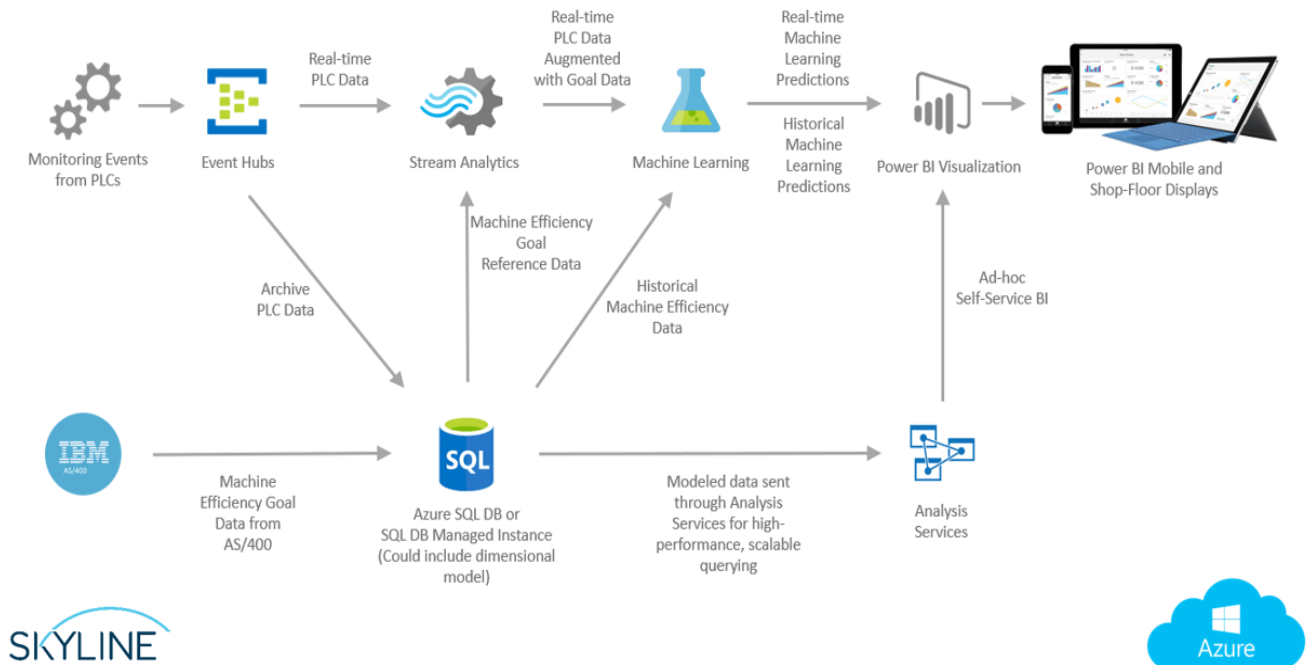 Real-time
PLC Data
Real-time
PLC Data
Augmented
with Goal Data
Real-time
Machine
Learning
Predictions
Historical
Machine
Learning
Predictions
Monitoring Events
from PLCs
Event Hubs
Stream Analytics
Machine Learning
Power BI Visualization
Power BI Mobile and
Shop-Floor Displays
Archive
PLC Data
Machine Efficiency
Goal
Reference Data
Historical
Machine Efficiency
Data
Ad-hoc
Self-Service BI
IBM
AS/400
Machine
Efficiency Goal
Data from
AS/400
SQL
Azure SQL DB or
SQL DB Managed Instance
(Could include dimensional
model)
Modeled data sent
through Analysis
Services for high-
performance, scalable
querying
Analysis
Services
SKYLINE
Azure